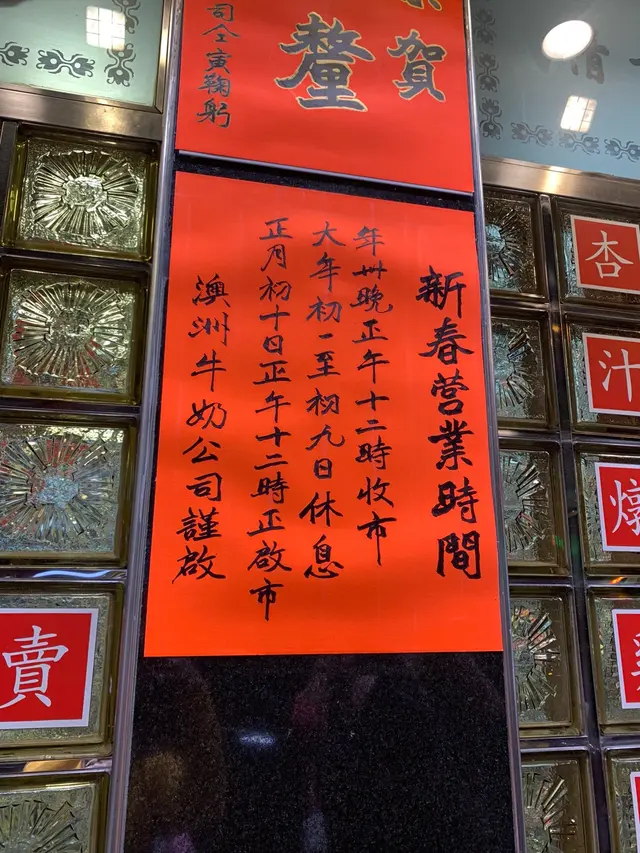 賀
釐
司仝寅鞠躬
新春营業時間
年卅晚正午十二時收市
大年初一至初九日休息
正月初十日正午十二時正啟市
澳洲牛奶公司謹啟
杏汁燉
賣